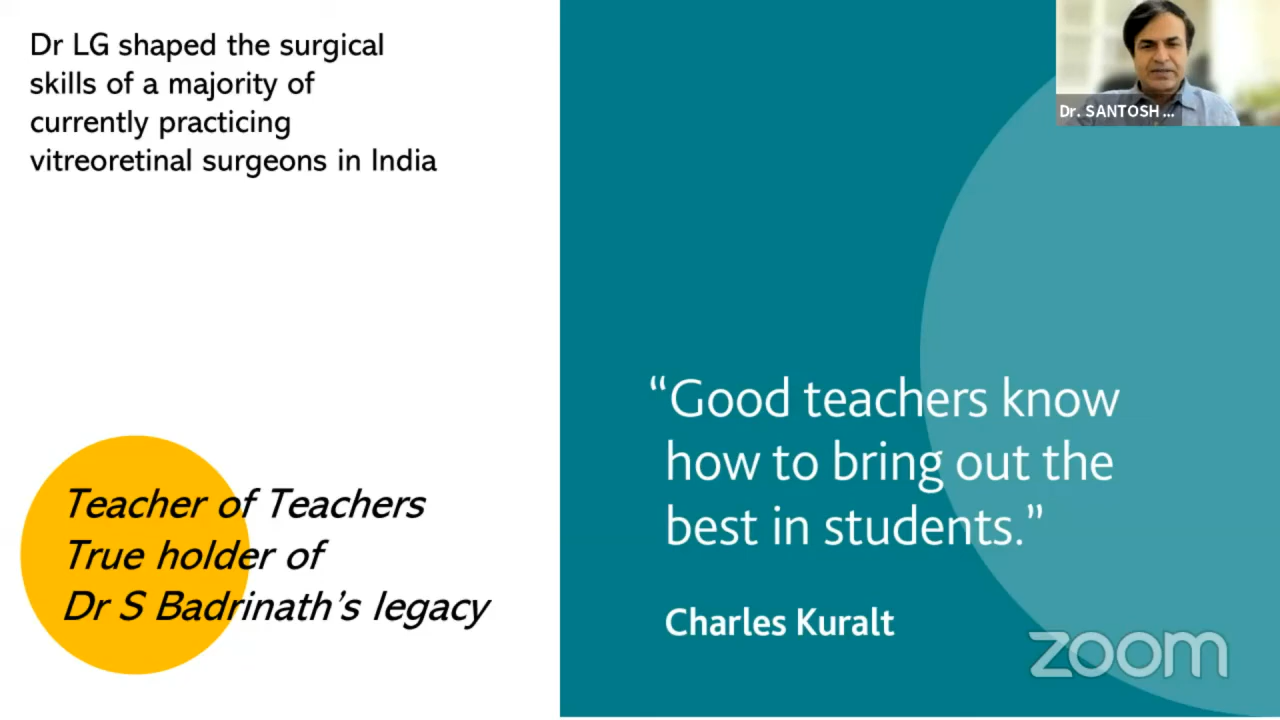 Dr LG shaped the surgical
skills of a majority of
currently practicing
vitreoretinal surgeons in India
Teacher of Teachers
True holder of
Dr S Badrinath's legacy
Dr. SANTOSH ...
“Good teachers know
how to bring out the
best in students.”
Charles Kuralt
zoom